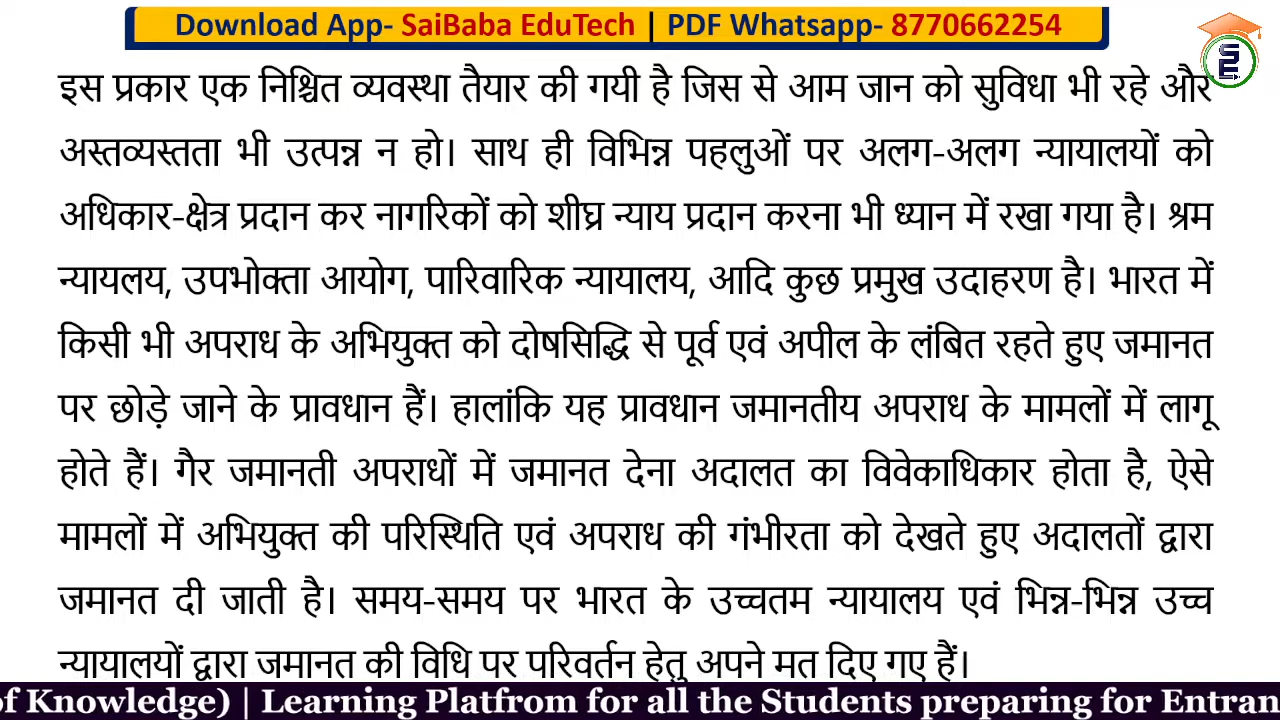 Download App- SaiBaba EduTech | PDF Whatsapp- 8770662254
SE
इस प्रकार एक निश्चित व्यवस्था तैयार की गयी है जिस से आम जान को सुविधा भी रहे और
अस्तव्यस्तता भी उत्पन्न न हो। साथ ही विभिन्न पहलुओं पर अलग-अलग न्यायालयों को
अधिकार-क्षेत्र प्रदान कर नागरिकों को शीघ्र न्याय प्रदान करना भी ध्यान में रखा गया है। श्रम
न्यायलय, उपभोक्ता आयोग, पारिवारिक न्यायालय, आदि कुछ प्रमुख उदाहरण है। भारत में
किसी भी अपराध के अभियुक्त को दोषसिद्धि से पूर्व एवं अपील के लंबित रहते हुए जमानत
पर छोड़े जाने के प्रावधान हैं। हालांकि यह प्रावधान जमानतीय अपराध के मामलों में लागू
होते हैं। गैर जमानती अपराधों में जमानत देना अदालत का विवेकाधिकार होता है, ऐसे
मामलों में अभियुक्त की परिस्थिति एवं अपराध की गंभीरता को देखते हुए अदालतों द्वारा
जमानत दी जाती है। समय-समय पर भारत के उच्चतम न्यायालय एवं भिन्न-भिन्न उच्च
न्यायालयों द्वारा जमानत की विधि पर परिवर्तन हेतु अपने मत दिए गए हैं।
of Knowledge) | Learning Platfrom for all the Students preparing for Entran